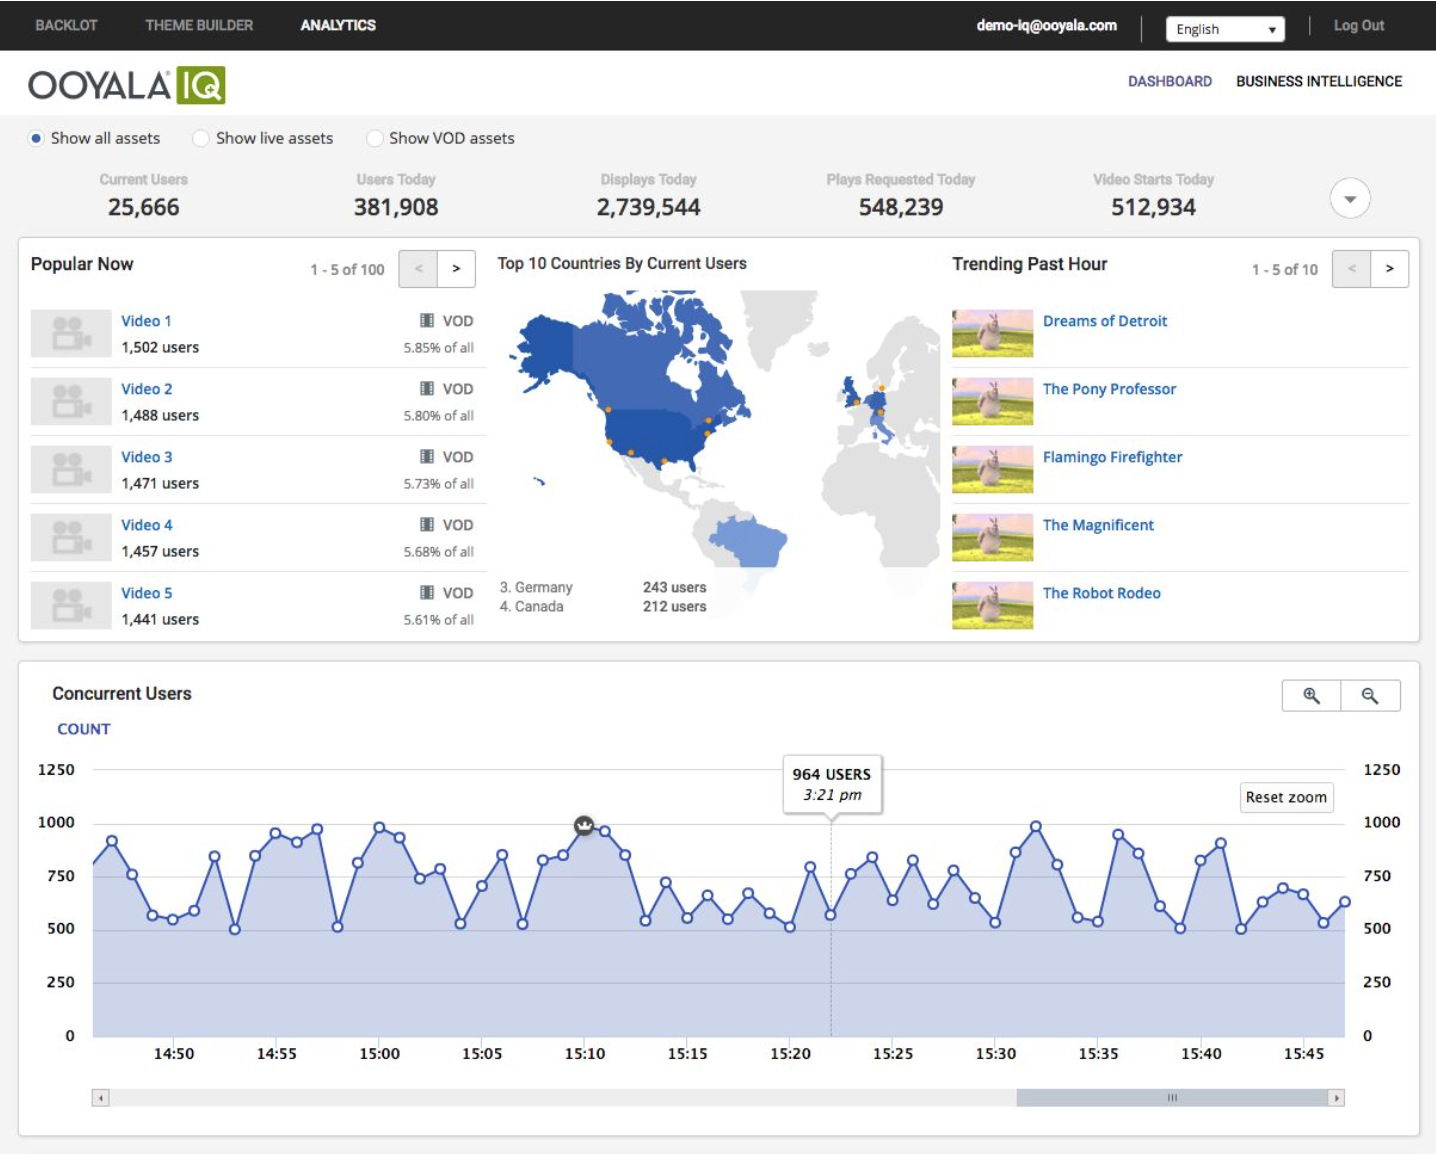 BACKLOT THEME BUILDER ANALYTICS demo-iq@ooyala.com English Log Out
OOYALA IQ DASHBOARD BUSINESS INTELLIGENCE
Show all assets Show live assets Show VOD assets
Current Users Users Today Displays Today Plays Requested Today Video Starts Today
25,666 381,908 2,739,544 548,239 512,934
Popular Now 1 - 5 of 100 < >
Video 1 VOD
1,502 users 5.85% of all
Video 2 VOD
1,488 users 5.80% of all
Video 3 VOD
1,471 users 5.73% of all
Video 4 VOD
1,457 users 5.68% of all
Video 5 VOD
1,441 users 5.61% of all
Top 10 Countries By Current Users
3. Germany 243 users
4. Canada 212 users
Trending Past Hour 1 - 5 of 10 < >
Dreams of Detroit
The Pony Professor
Flamingo Firefighter
The Magnificent
The Robot Rodeo
Concurrent Users
COUNT
964 USERS
3:21 pm
Reset zoom
1250 1250
1000 1000
750 750
500 500
250 250
0 0
14:50 14:55 15:00 15:05 15:10 15:15 15:20 15:25 15:30 15:35 15:40 15:45